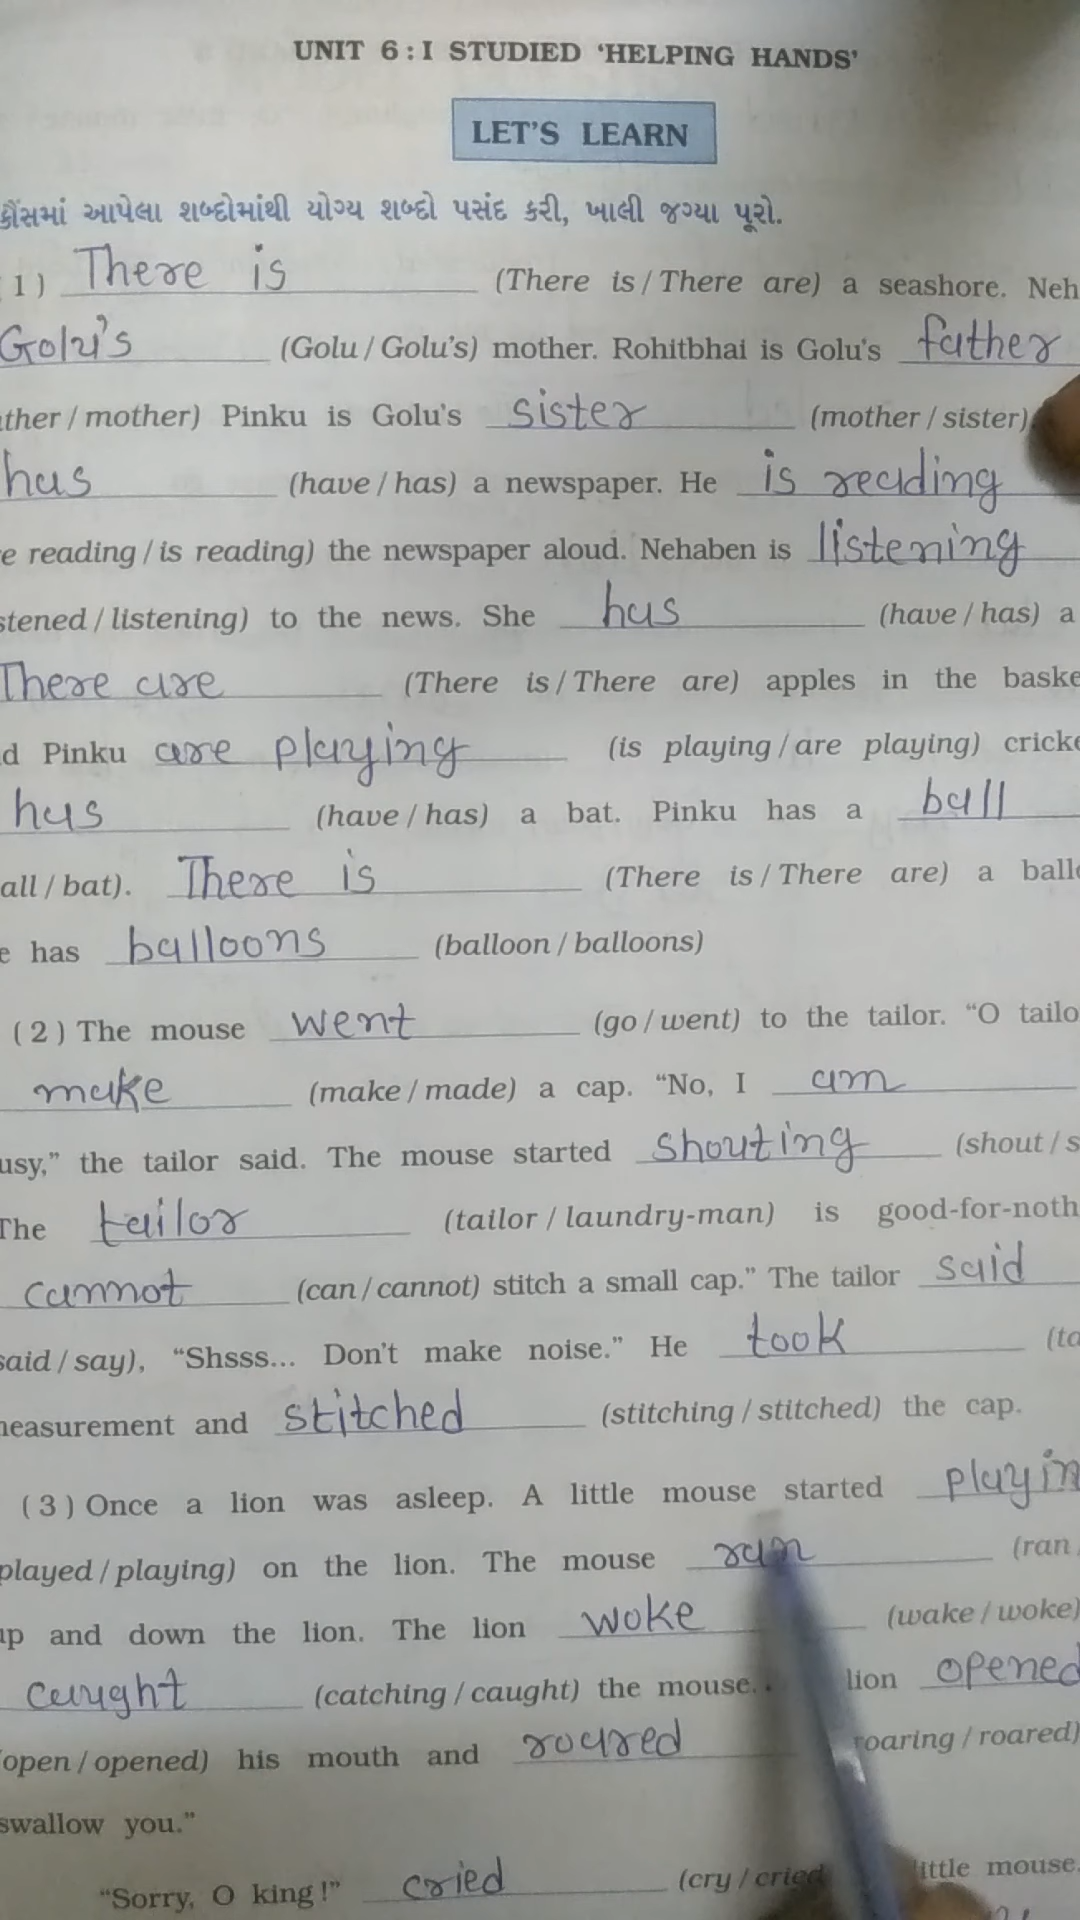 UNIT 6 : I STUDIED ‘HELPING HANDS’
LET'S LEARN
કૌંસમાં આપેલા શબ્દોમાંથી યોગ્ય શબ્દો પસંદ કરી, ખાલી જગ્યા પૂરો.
1) There is (There is / There are) a seashore. Neh
Golu's (Golu / Golu's) mother. Rohitbhai is Golu's father
ther / mother) Pinku is Golu's sister (mother / sister)
has (have / has) a newspaper. He is reading
e reading / is reading) the newspaper aloud. Nehaben is listening
stened / listening) to the news. She has (have / has) a
There are (There is / There are) apples in the baske
d Pinku are playing (is playing / are playing) cricke
has (have / has) a bat. Pinku has a ball
all / bat). There is (There is / There are) a ballo
e has balloons (balloon / balloons)
(2) The mouse went (go / went) to the tailor. “O tailo
make (make / made) a cap. “No, I am
usy,” the tailor said. The mouse started shouting (shout / s
The tailor (tailor / laundry-man) is good-for-noth
cannot (can / cannot) stitch a small cap.” The tailor said
said / say), “Shsss... Don't make noise.” He took (ta
neasurement and stitched (stitching / stitched) the cap.
(3) Once a lion was asleep. A little mouse started playin
played / playing) on the lion. The mouse ran (ran
up and down the lion. The lion woke (wake / woke)
caught (catching / caught) the mouse. lion opened
(open / opened) his mouth and roared roaring / roared)
swallow you.”
“Sorry, O king!” cried (cry / cried little mouse.